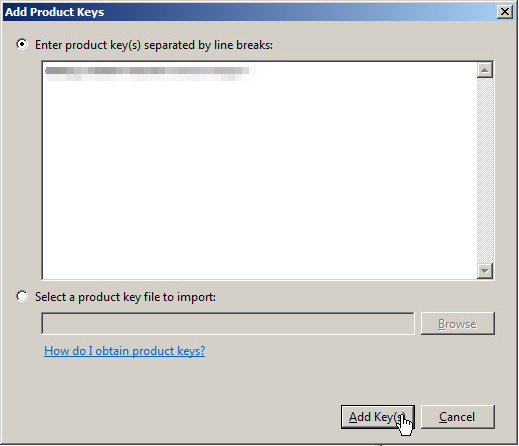 Add Product Keys
Enter product key(s) separated by line breaks:
Select a product key file to import:
Browse
How do I obtain product keys?
Add Key(s)
Cancel